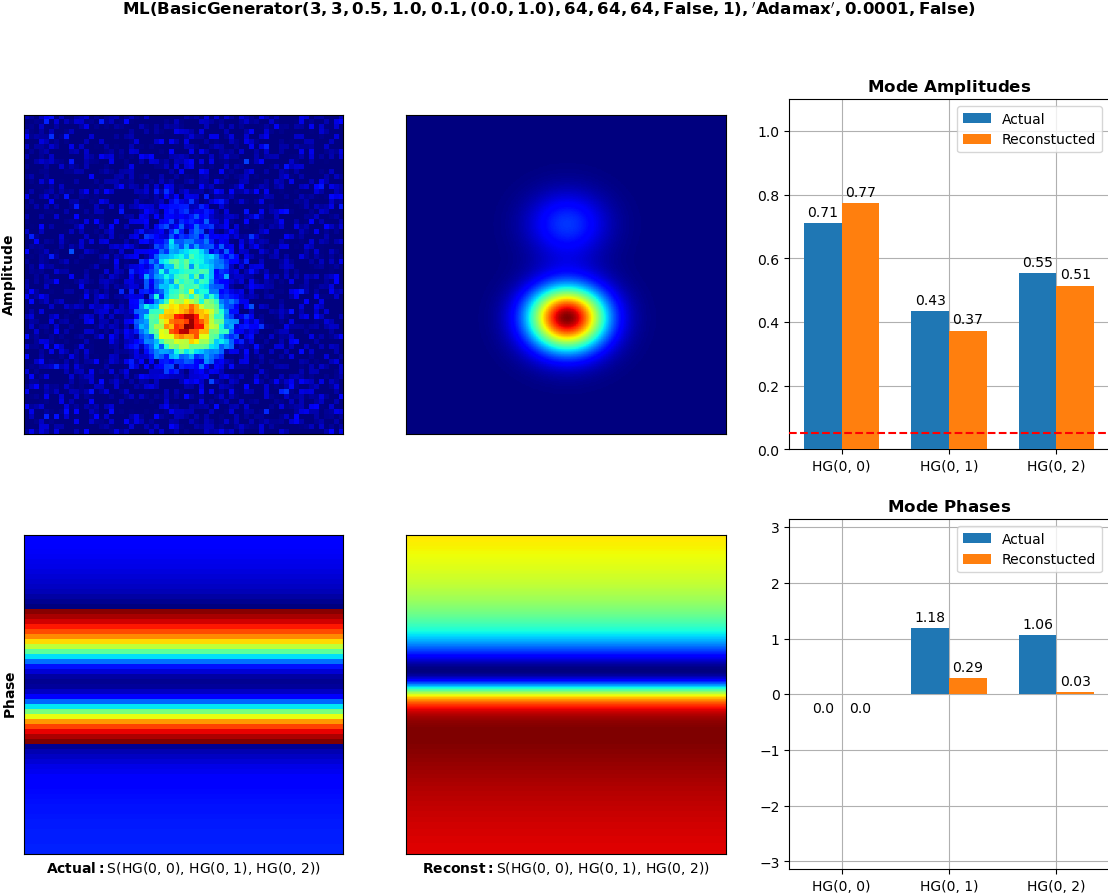 ML(BasicGenerator(3, 3, 0.5, 1.0, 0.1, (0.0, 1.0), 64, 64, 64, False, 1), ′Adamax′, 0.0001, False)
Amplitude
Mode Amplitudes
Actual
Reconstucted
1.0
0.8
0.6
0.4
0.2
0.0
0.71
0.77
0.43
0.37
0.55
0.51
HG(0, 0)
HG(0, 1)
HG(0, 2)
Phase
Actual: S(HG(0, 0), HG(0, 1), HG(0, 2))
Reconst: S(HG(0, 0), HG(0, 1), HG(0, 2))
Mode Phases
Actual
Reconstucted
3
2
1
0
−1
−2
−3
0.0
0.0
1.18
0.29
1.06
0.03
HG(0, 0)
HG(0, 1)
HG(0, 2)